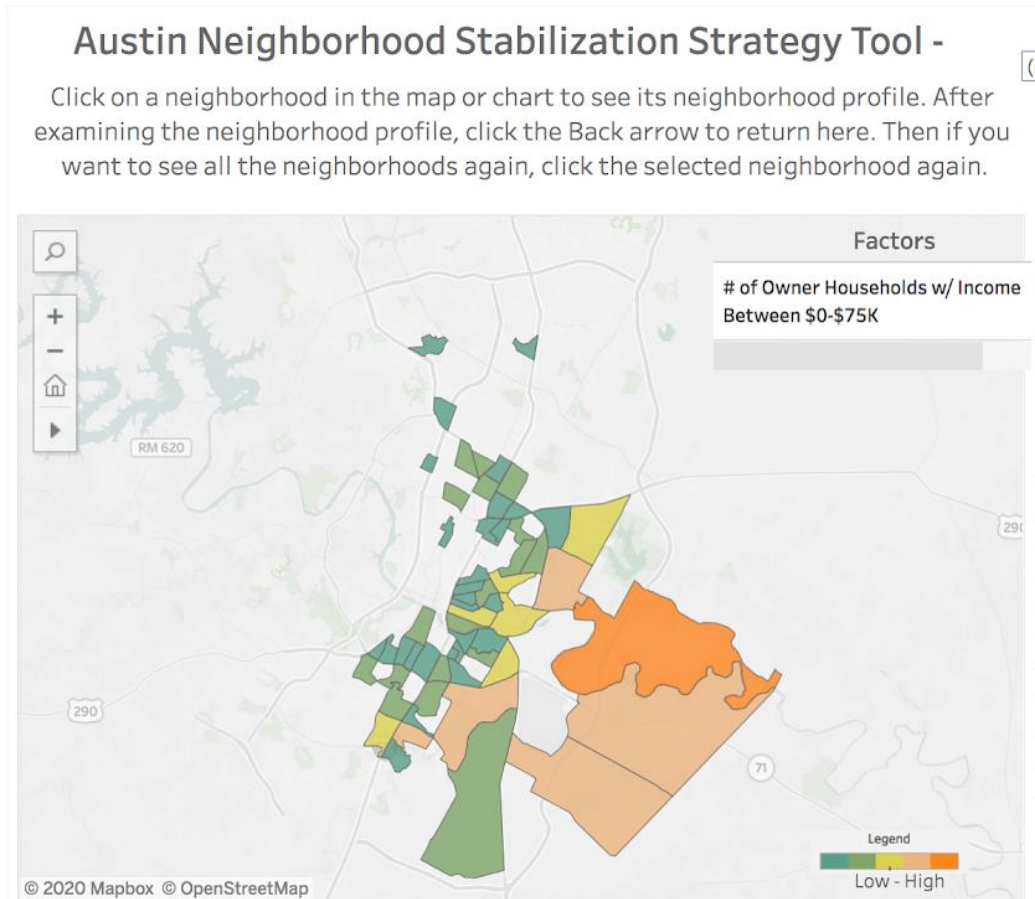 Austin Neighborhood Stabilization Strategy Tool -
(
Click on a neighborhood in the map or chart to see its neighborhood profile. After
examining the neighborhood profile, click the Back arrow to return here. Then if you
want to see all the neighborhoods again, click the selected neighborhood again.
Factors
# of Owner Households w/ Income
Between $0-$75K
+
−
RM 620
290
290
71
Legend
Low - High
© 2020 Mapbox © OpenStreetMap